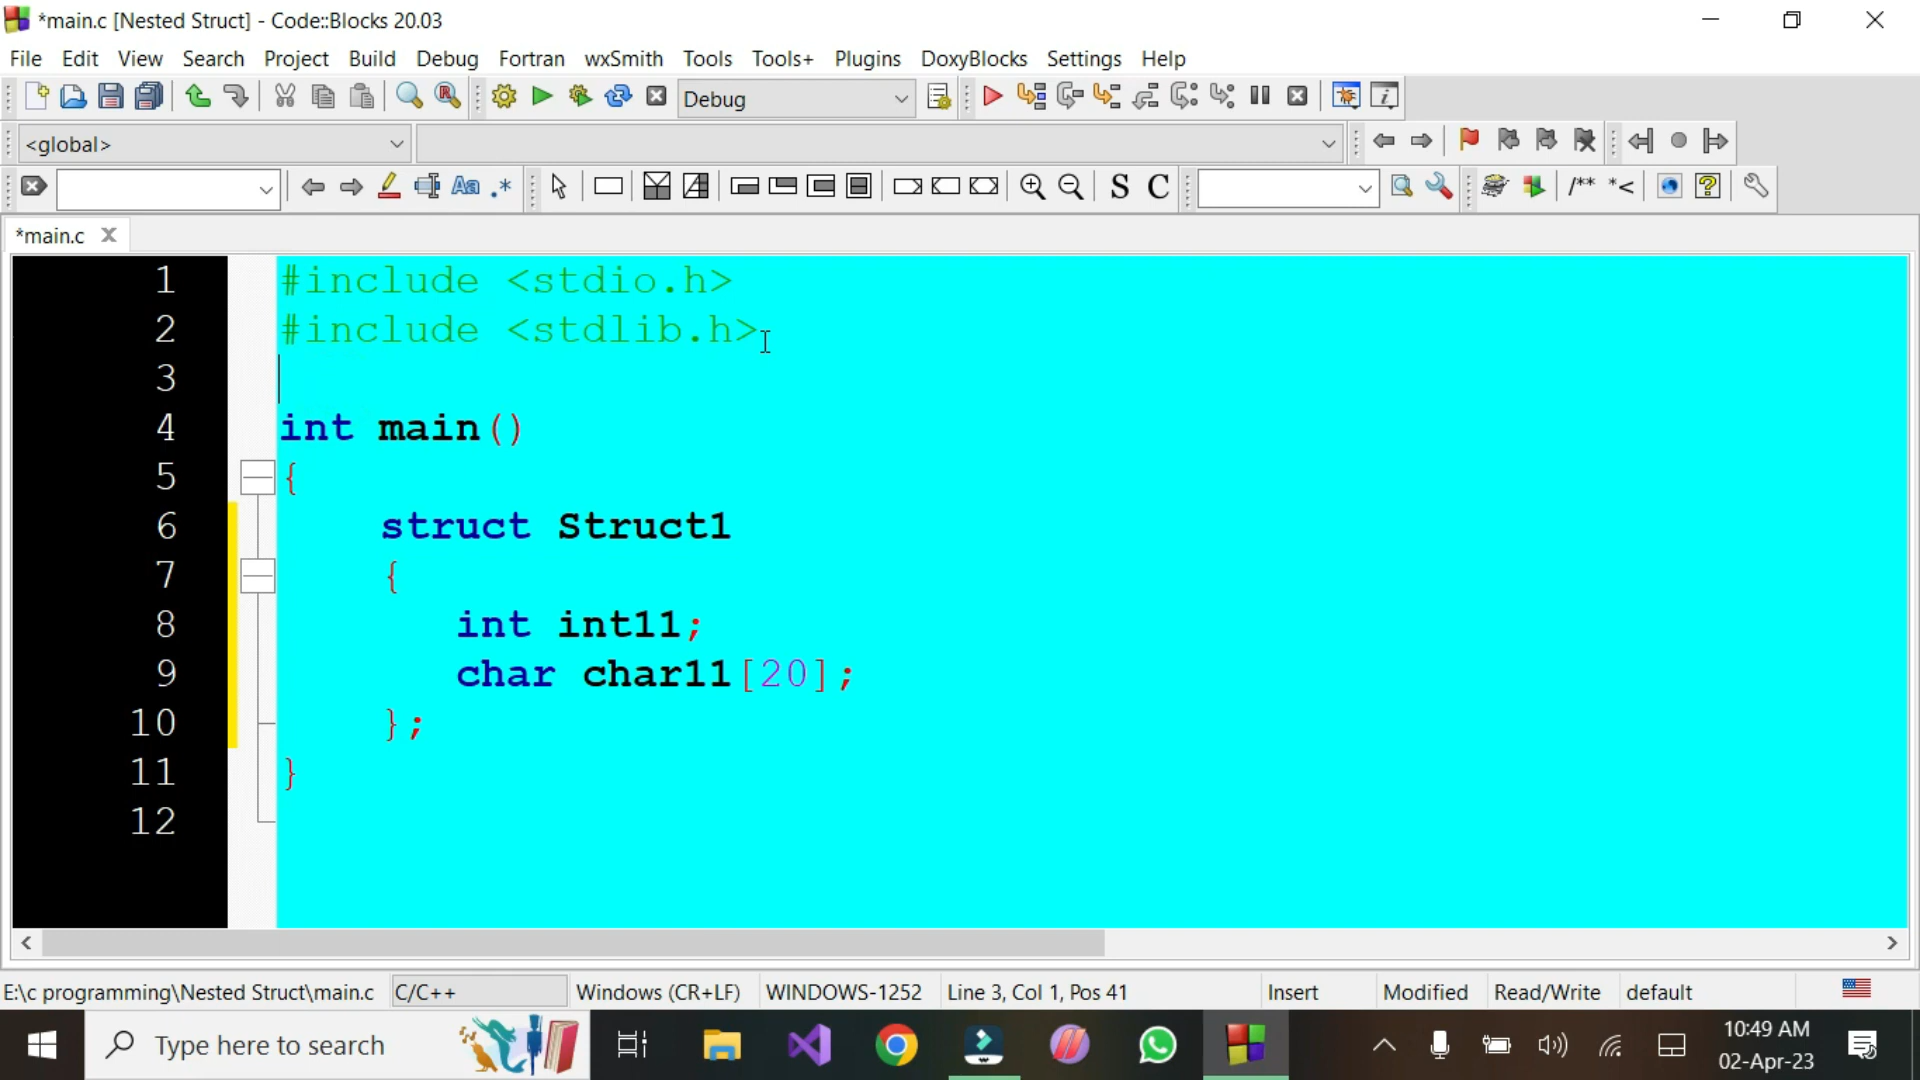 *main.c [Nested Struct] - Code::Blocks 20.03
File Edit View Search Project Build Debug Fortran wxSmith Tools Tools+ Plugins DoxyBlocks Settings Help
Debug
<global>
Aa .* S C /** *<
*main.c
1 #include <stdio.h>
2 #include <stdlib.h>
3
4 int main()
5 {
6 struct Struct1
7 {
8 int int11;
9 char char11[20];
10 };
11 }
12
E:\c programming\Nested Struct\main.c C/C++ Windows (CR+LF) WINDOWS-1252 Line 3, Col 1, Pos 41 Insert Modified Read/Write default
Type here to search
10:49 AM
02-Apr-23